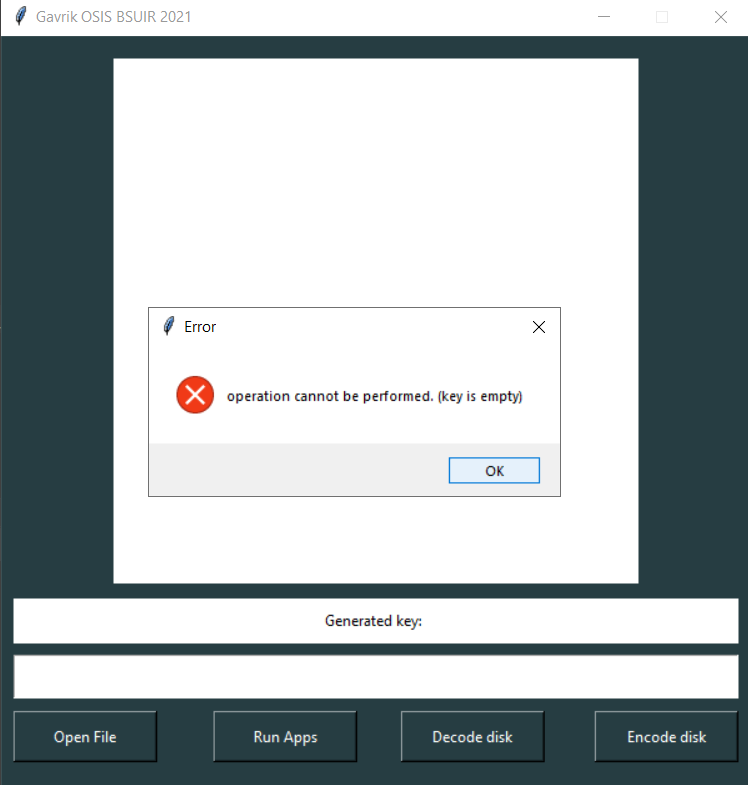 Gavrik OSIS BSUIR 2021
Error
operation cannot be performed. (key is empty)
OK
Generated key:
Open File
Run Apps
Decode disk
Encode disk